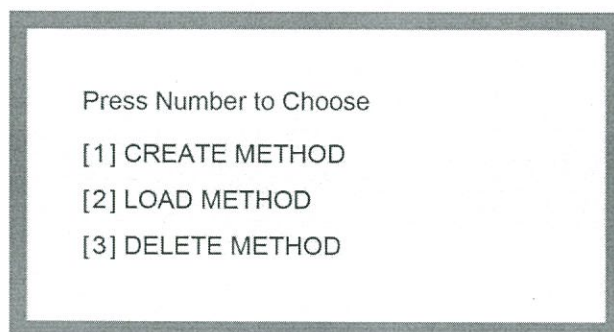 Press Number to Choose
[1] CREATE METHOD
[2] LOAD METHOD
[3] DELETE METHOD